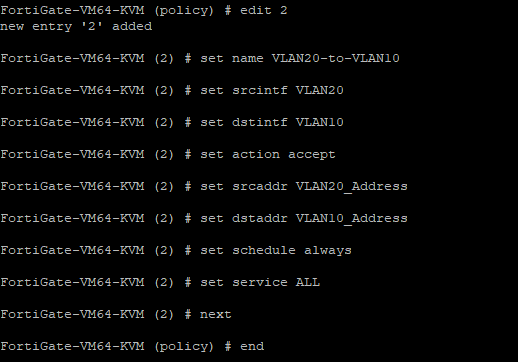 FortiGate-VM64-KVM (policy) # edit 2
new entry '2' added
FortiGate-VM64-KVM (2) # set name VLAN20-to-VLAN10
FortiGate-VM64-KVM (2) # set srcintf VLAN20
FortiGate-VM64-KVM (2) # set dstintf VLAN10
FortiGate-VM64-KVM (2) # set action accept
FortiGate-VM64-KVM (2) # set srcaddr VLAN20_Address
FortiGate-VM64-KVM (2) # set dstaddr VLAN10_Address
FortiGate-VM64-KVM (2) # set schedule always
FortiGate-VM64-KVM (2) # set service ALL
FortiGate-VM64-KVM (2) # next
FortiGate-VM64-KVM (policy) # end